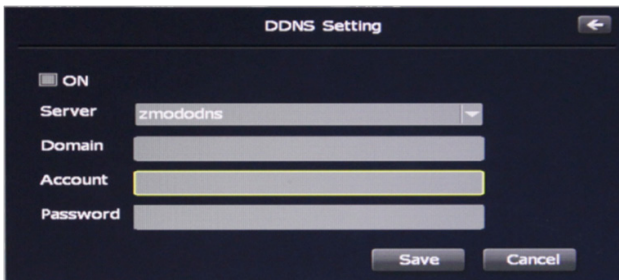 DDNS Setting
ON
Server zmododns
Domain
Account
Password
Save Cancel